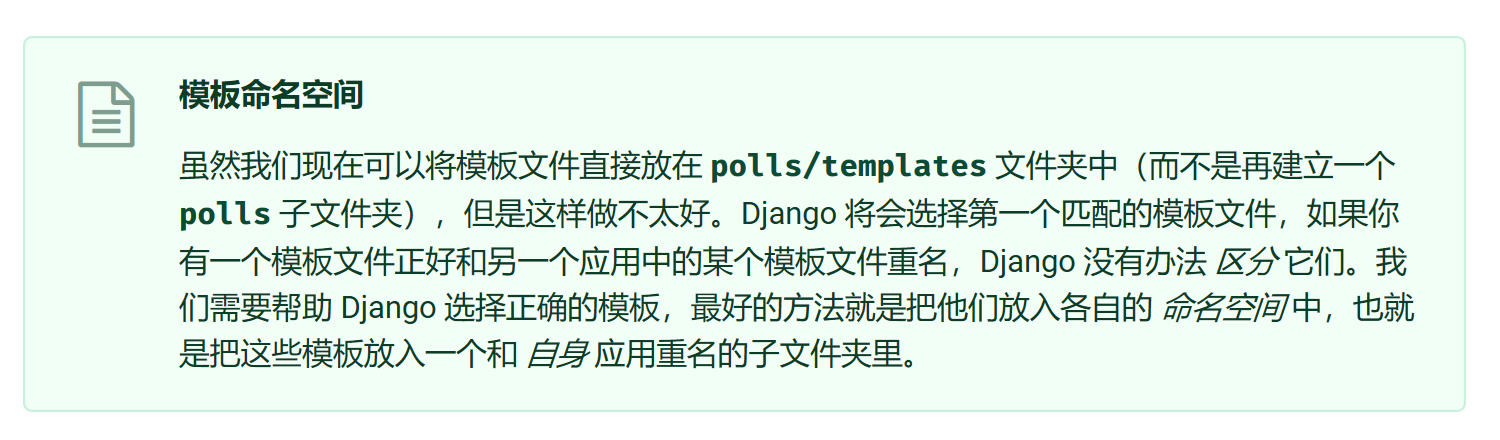 模板命名空间
虽然我们现在可以将模板文件直接放在 polls/templates 文件夹中（而不是再建立一个
polls 子文件夹），但是这样做不太好。Django 将会选择第一个匹配的模板文件，如果你
有一个模板文件正好和另一个应用中的某个模板文件重名，Django 没有办法 区分 它们。我
们需要帮助 Django 选择正确的模板，最好的方法就是把他们放入各自的 命名空间 中，也就
是把这些模板放入一个和 自身 应用重名的子文件夹里。